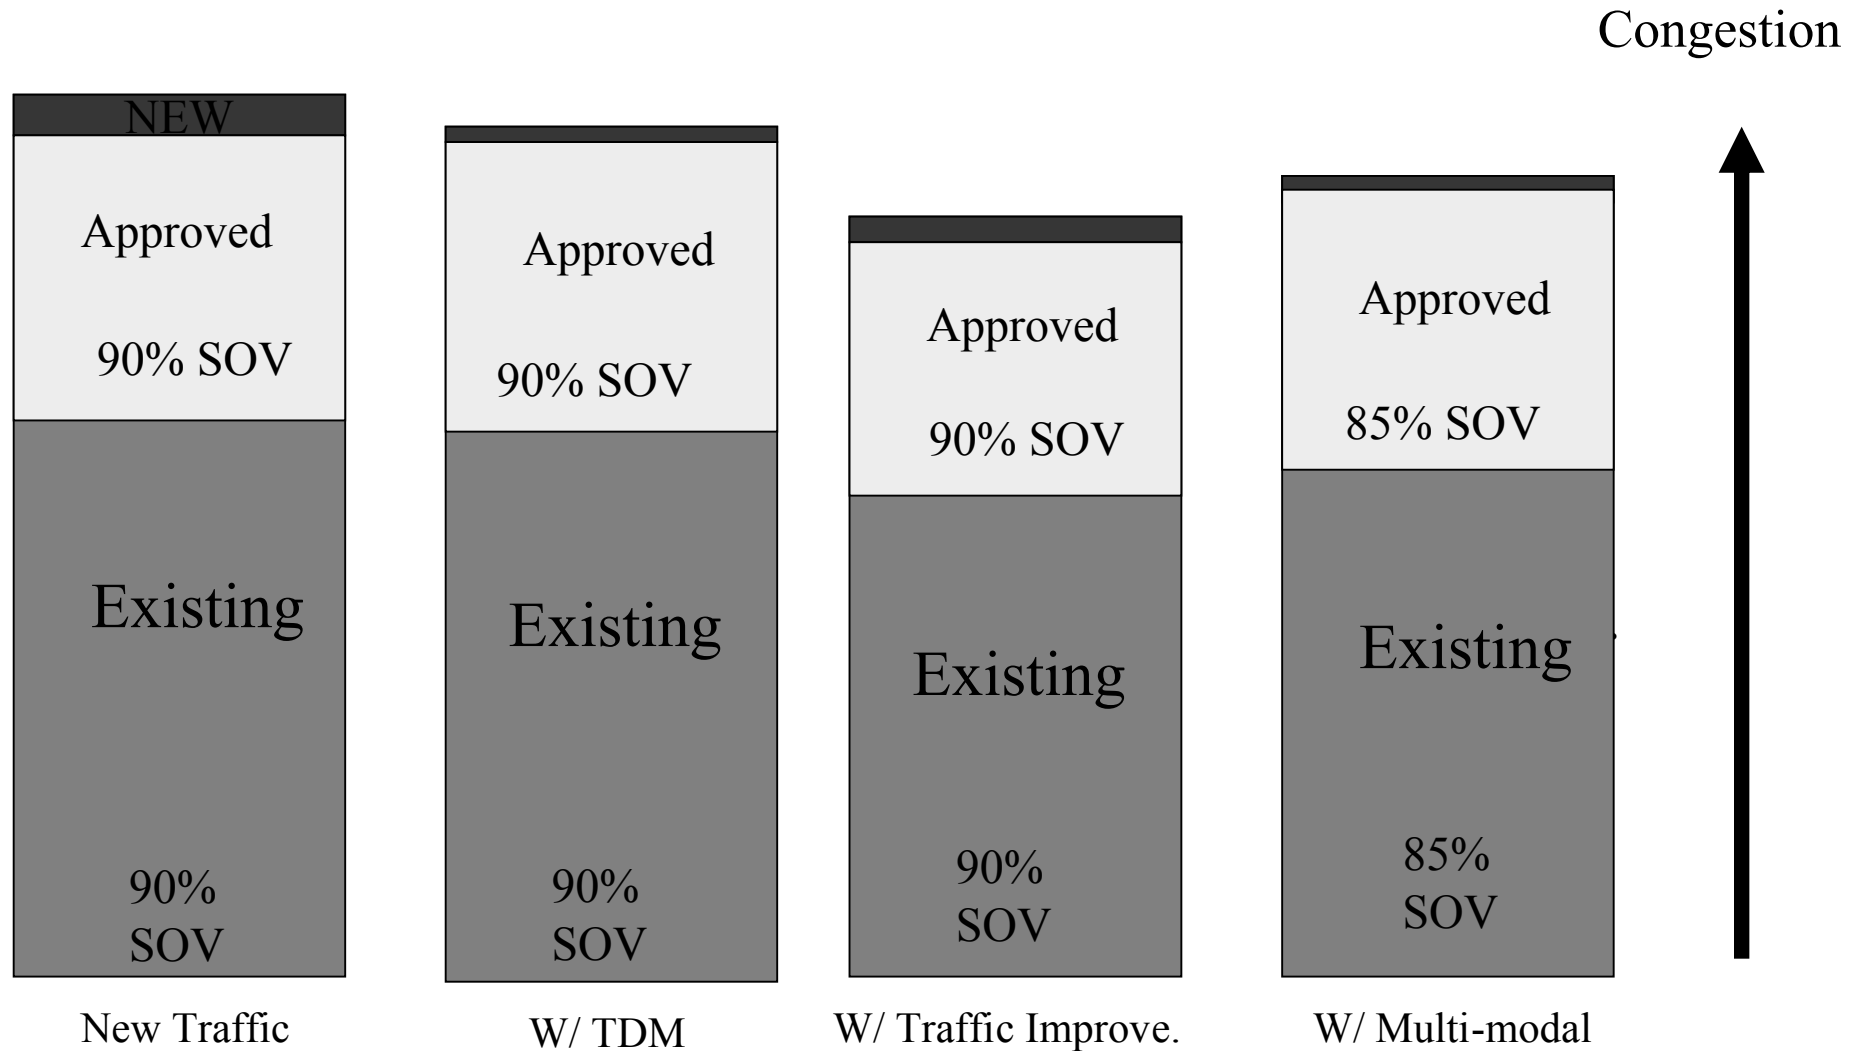 Congestion
NEW
Approved
90% SOV
Existing
90%
SOV
New Traffic
Approved
90% SOV
Existing
90%
SOV
W/ TDM
Approved
90% SOV
Existing
90%
SOV
W/ Traffic Improve.
Approved
85% SOV
Existing
85%
SOV
W/ Multi-modal